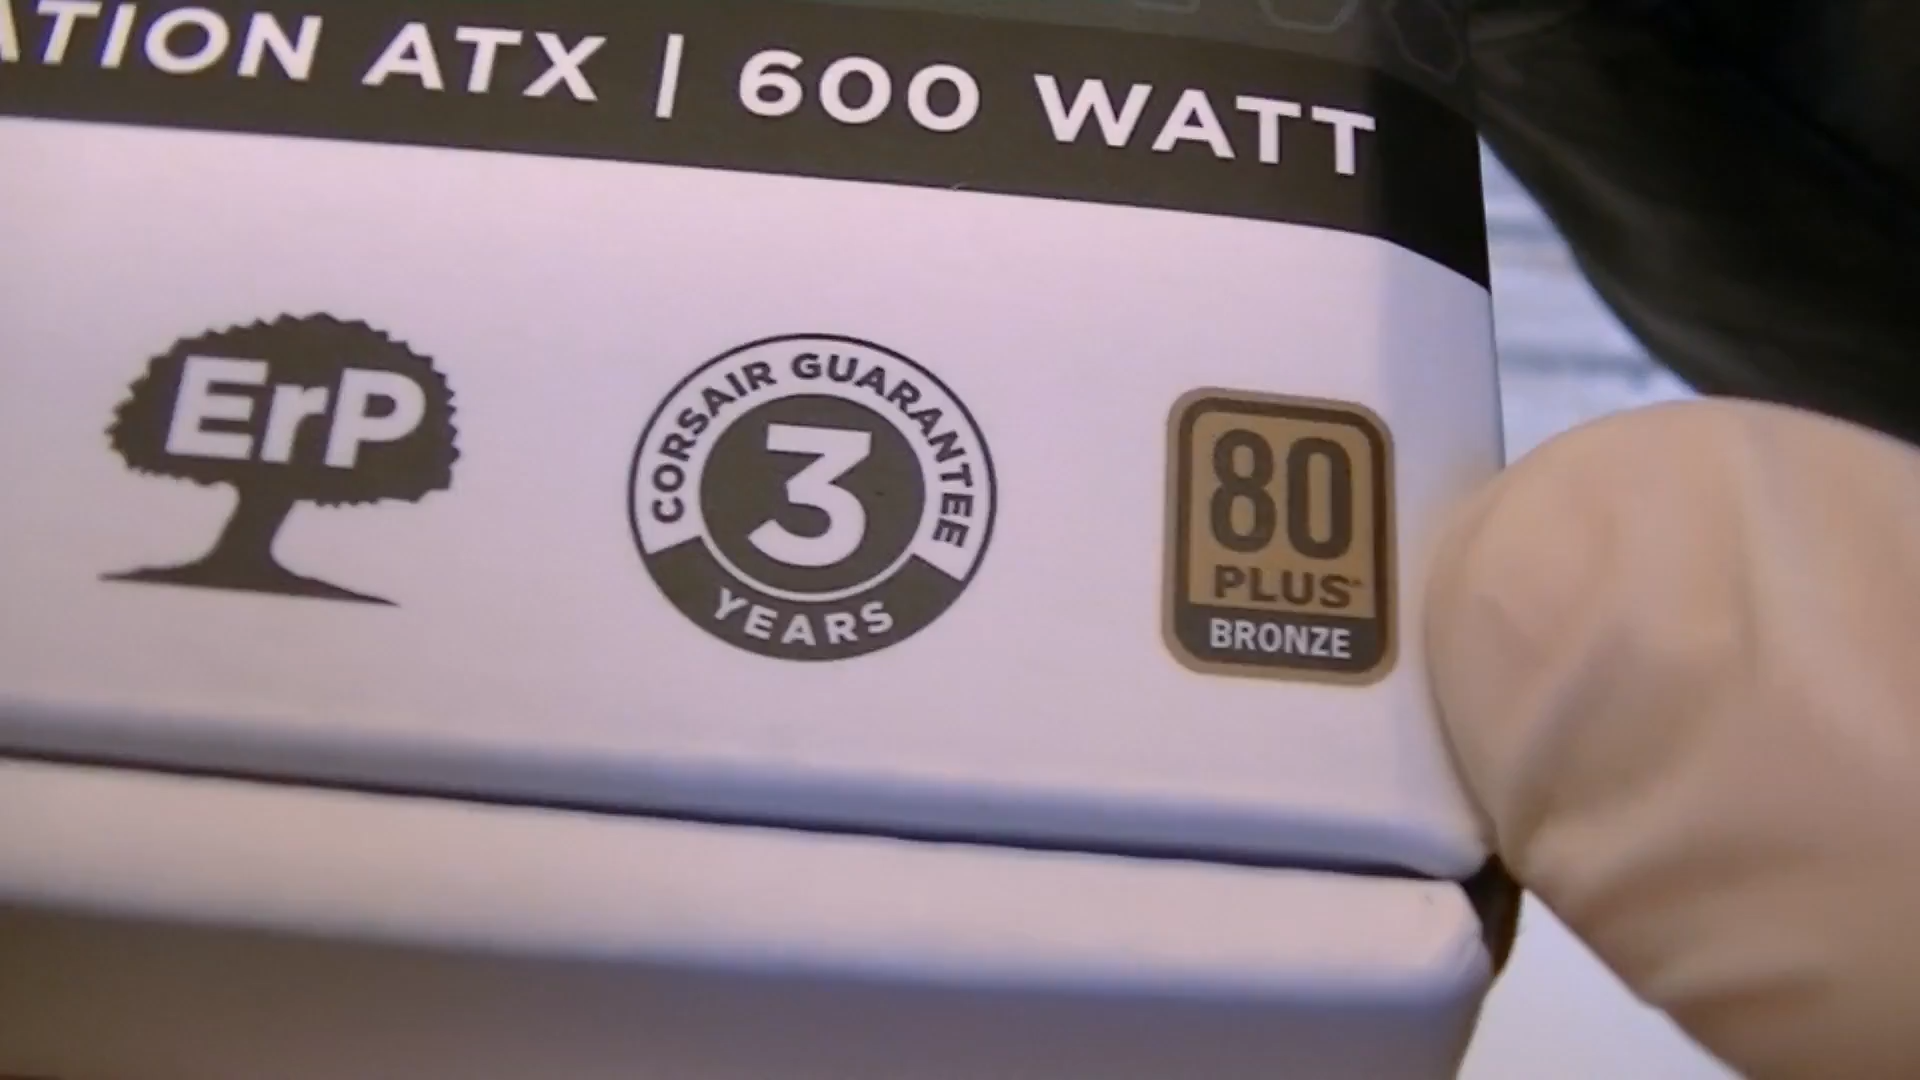 ATION ATX | 600 WATT
ErP
CORSAIR GUARANTEE
3
YEARS
80
PLUS
BRONZE